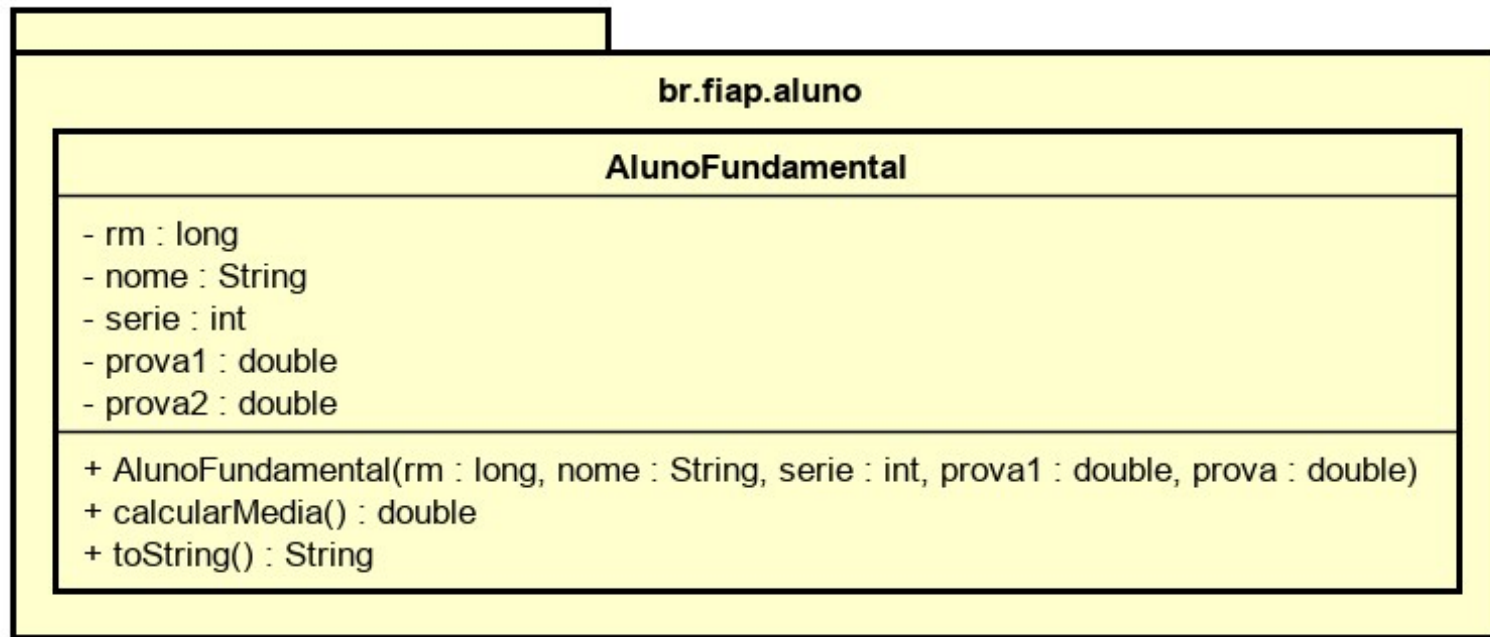 br.fiap.aluno
AlunoFundamental
- rm : long
- nome : String
- serie : int
- prova1 : double
- prova2 : double
+ AlunoFundamental(rm : long, nome : String, serie : int, prova1 : double, prova : double)
+ calcularMedia() : double
+ toString() : String